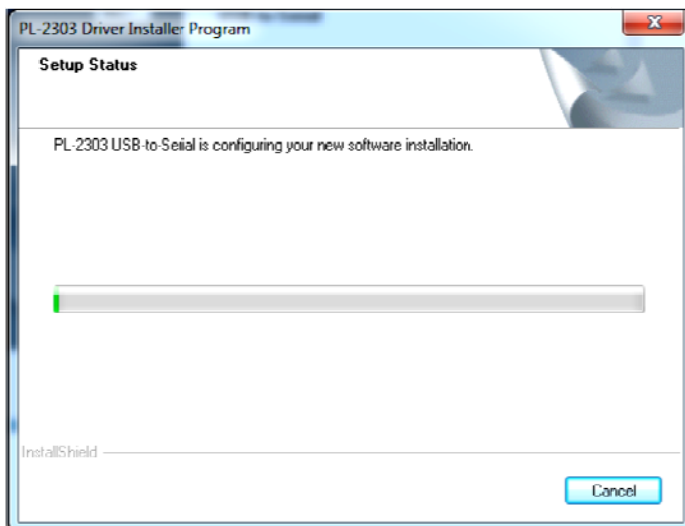 PL-2303 Driver Installer Program
Setup Status
PL-2303 USB-to-Serial is configuring your new software installation.
InstallShield
Cancel